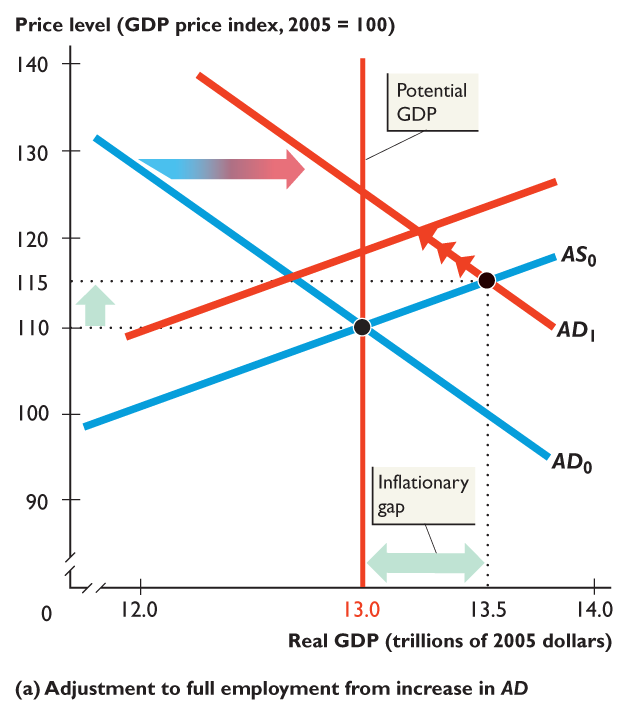 Price level (GDP price index, 2005 = 100)
140
Potential
GDP
130
120
AS0
115
110
AD1
100
AD0
Inflationary
gap
90
0
12.0
13.0
13.5
14.0
Real GDP (trillions of 2005 dollars)
(a) Adjustment to full employment from increase in AD